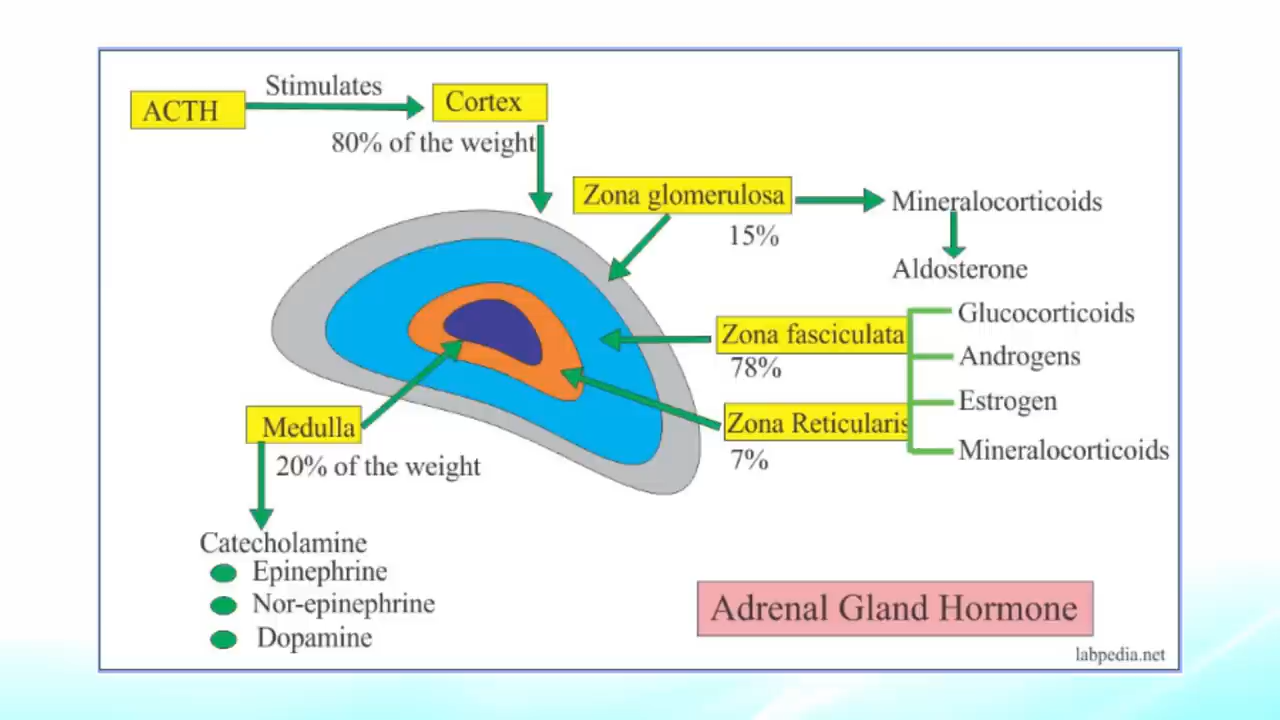 ACTH
Stimulates
Cortex
80% of the weight
Zona glomerulosa
15%
Mineralocorticoids
Aldosterone
Zona fasciculata
78%
Zona Reticularis
7%
Glucocorticoids
Androgens
Estrogen
Mineralocorticoids
Medulla
20% of the weight
Catecholamine
Epinephrine
Nor-epinephrine
Dopamine
Adrenal Gland Hormone
labpedia.net